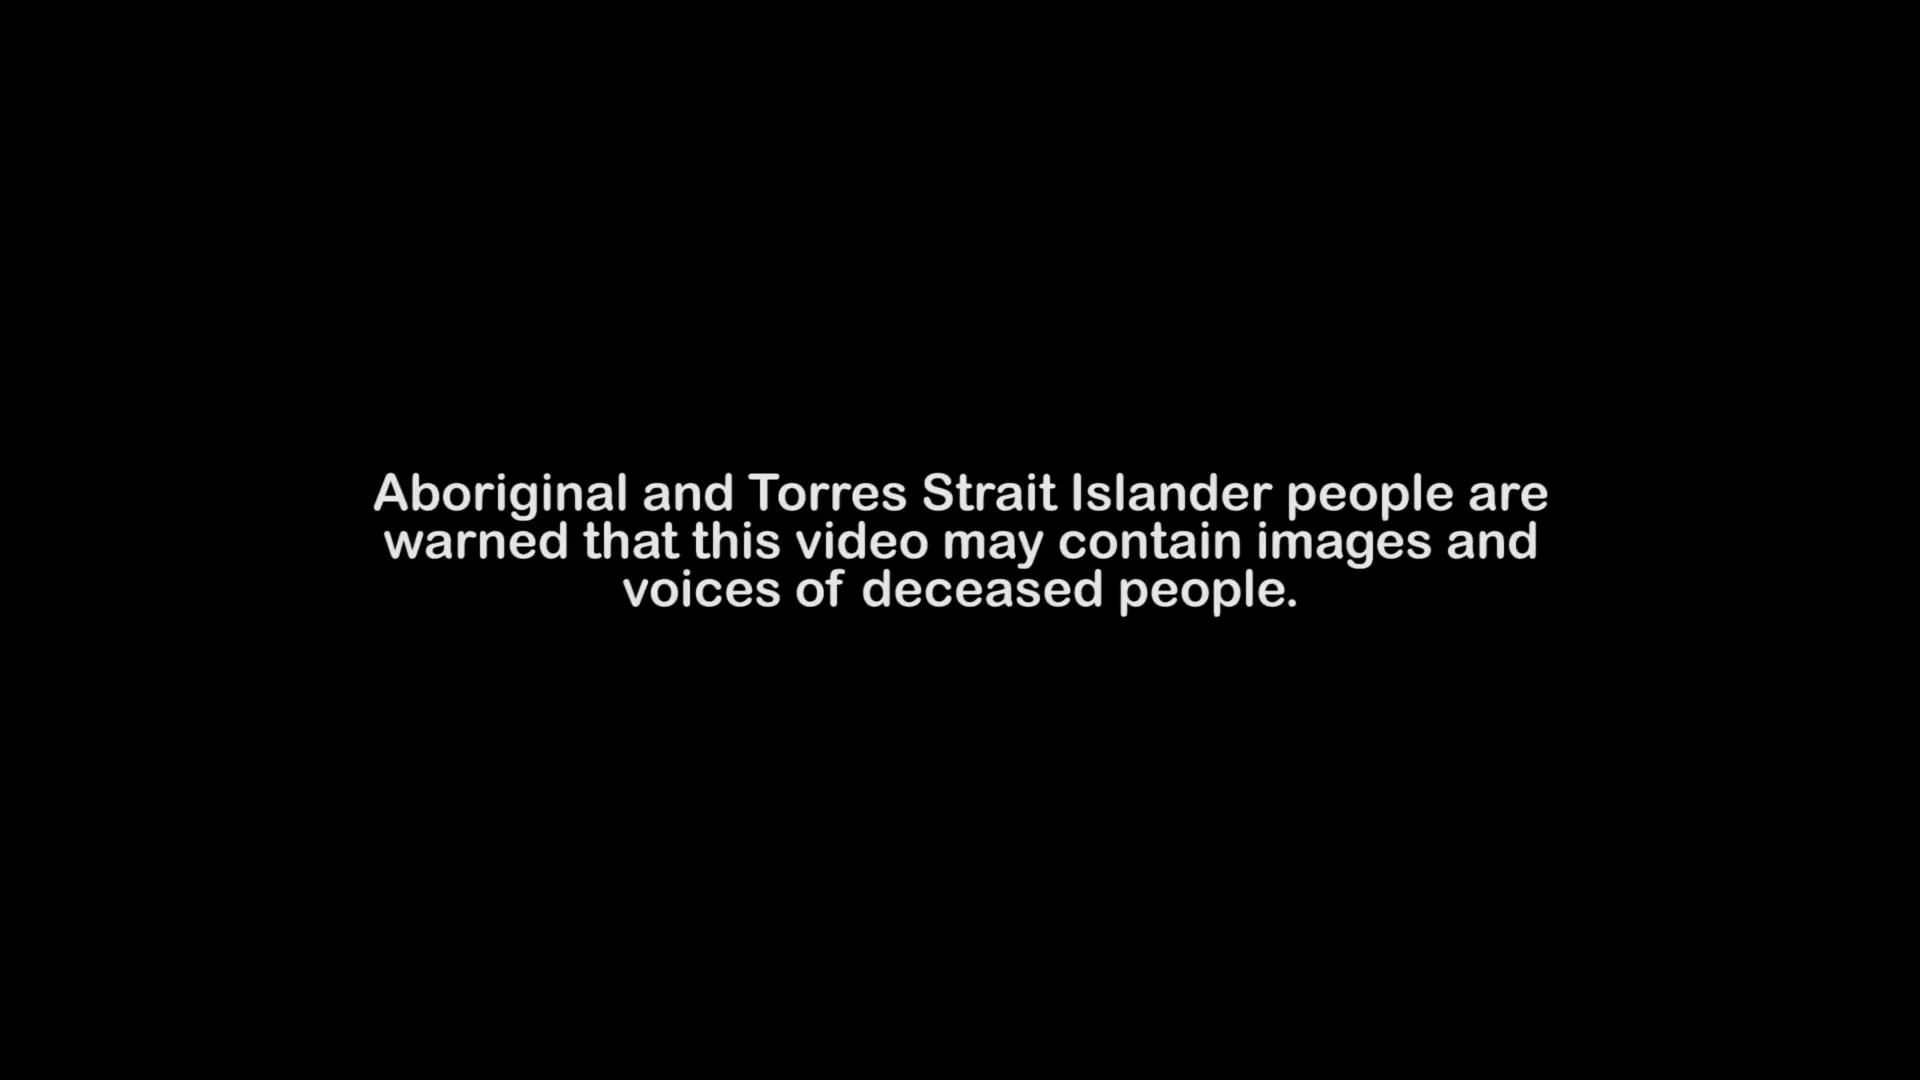 Aboriginal and Torres Strait Islander people are
warned that this video may contain images and
voices of deceased people.